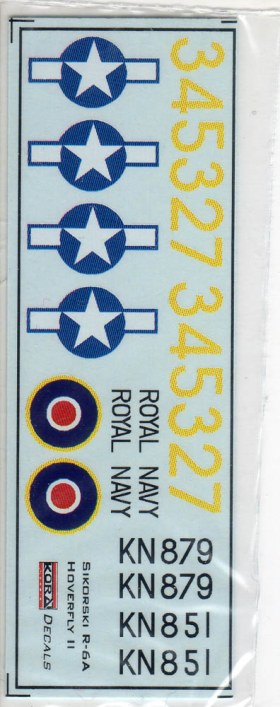 345327 345327
ROYAL NAVY
ROYAL NAVY
KN879
KN879
KN851
KN851
SIKORSKI R-6A
HOVERFLY II
KORA
DECALS